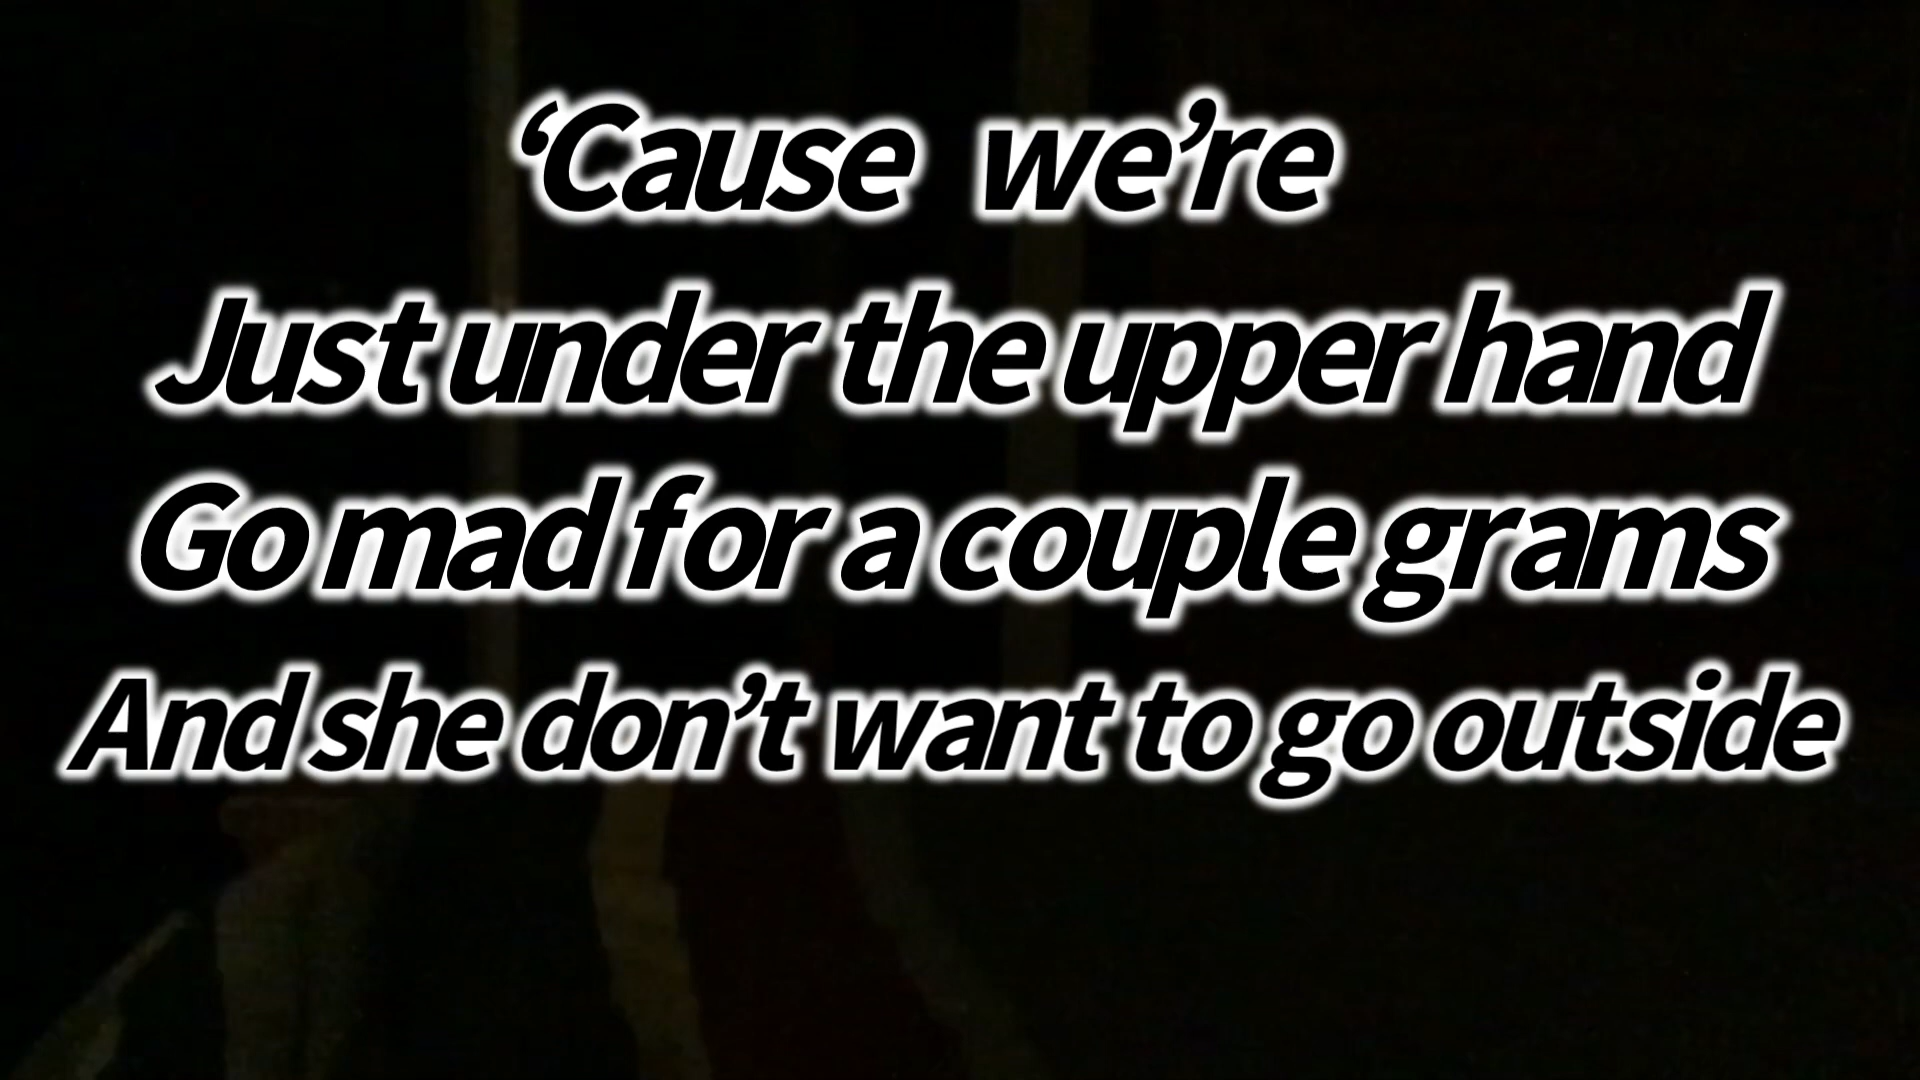 ‘Cause we’re
Just under the upper hand
Go mad for a couple grams
And she don’t want to go outside